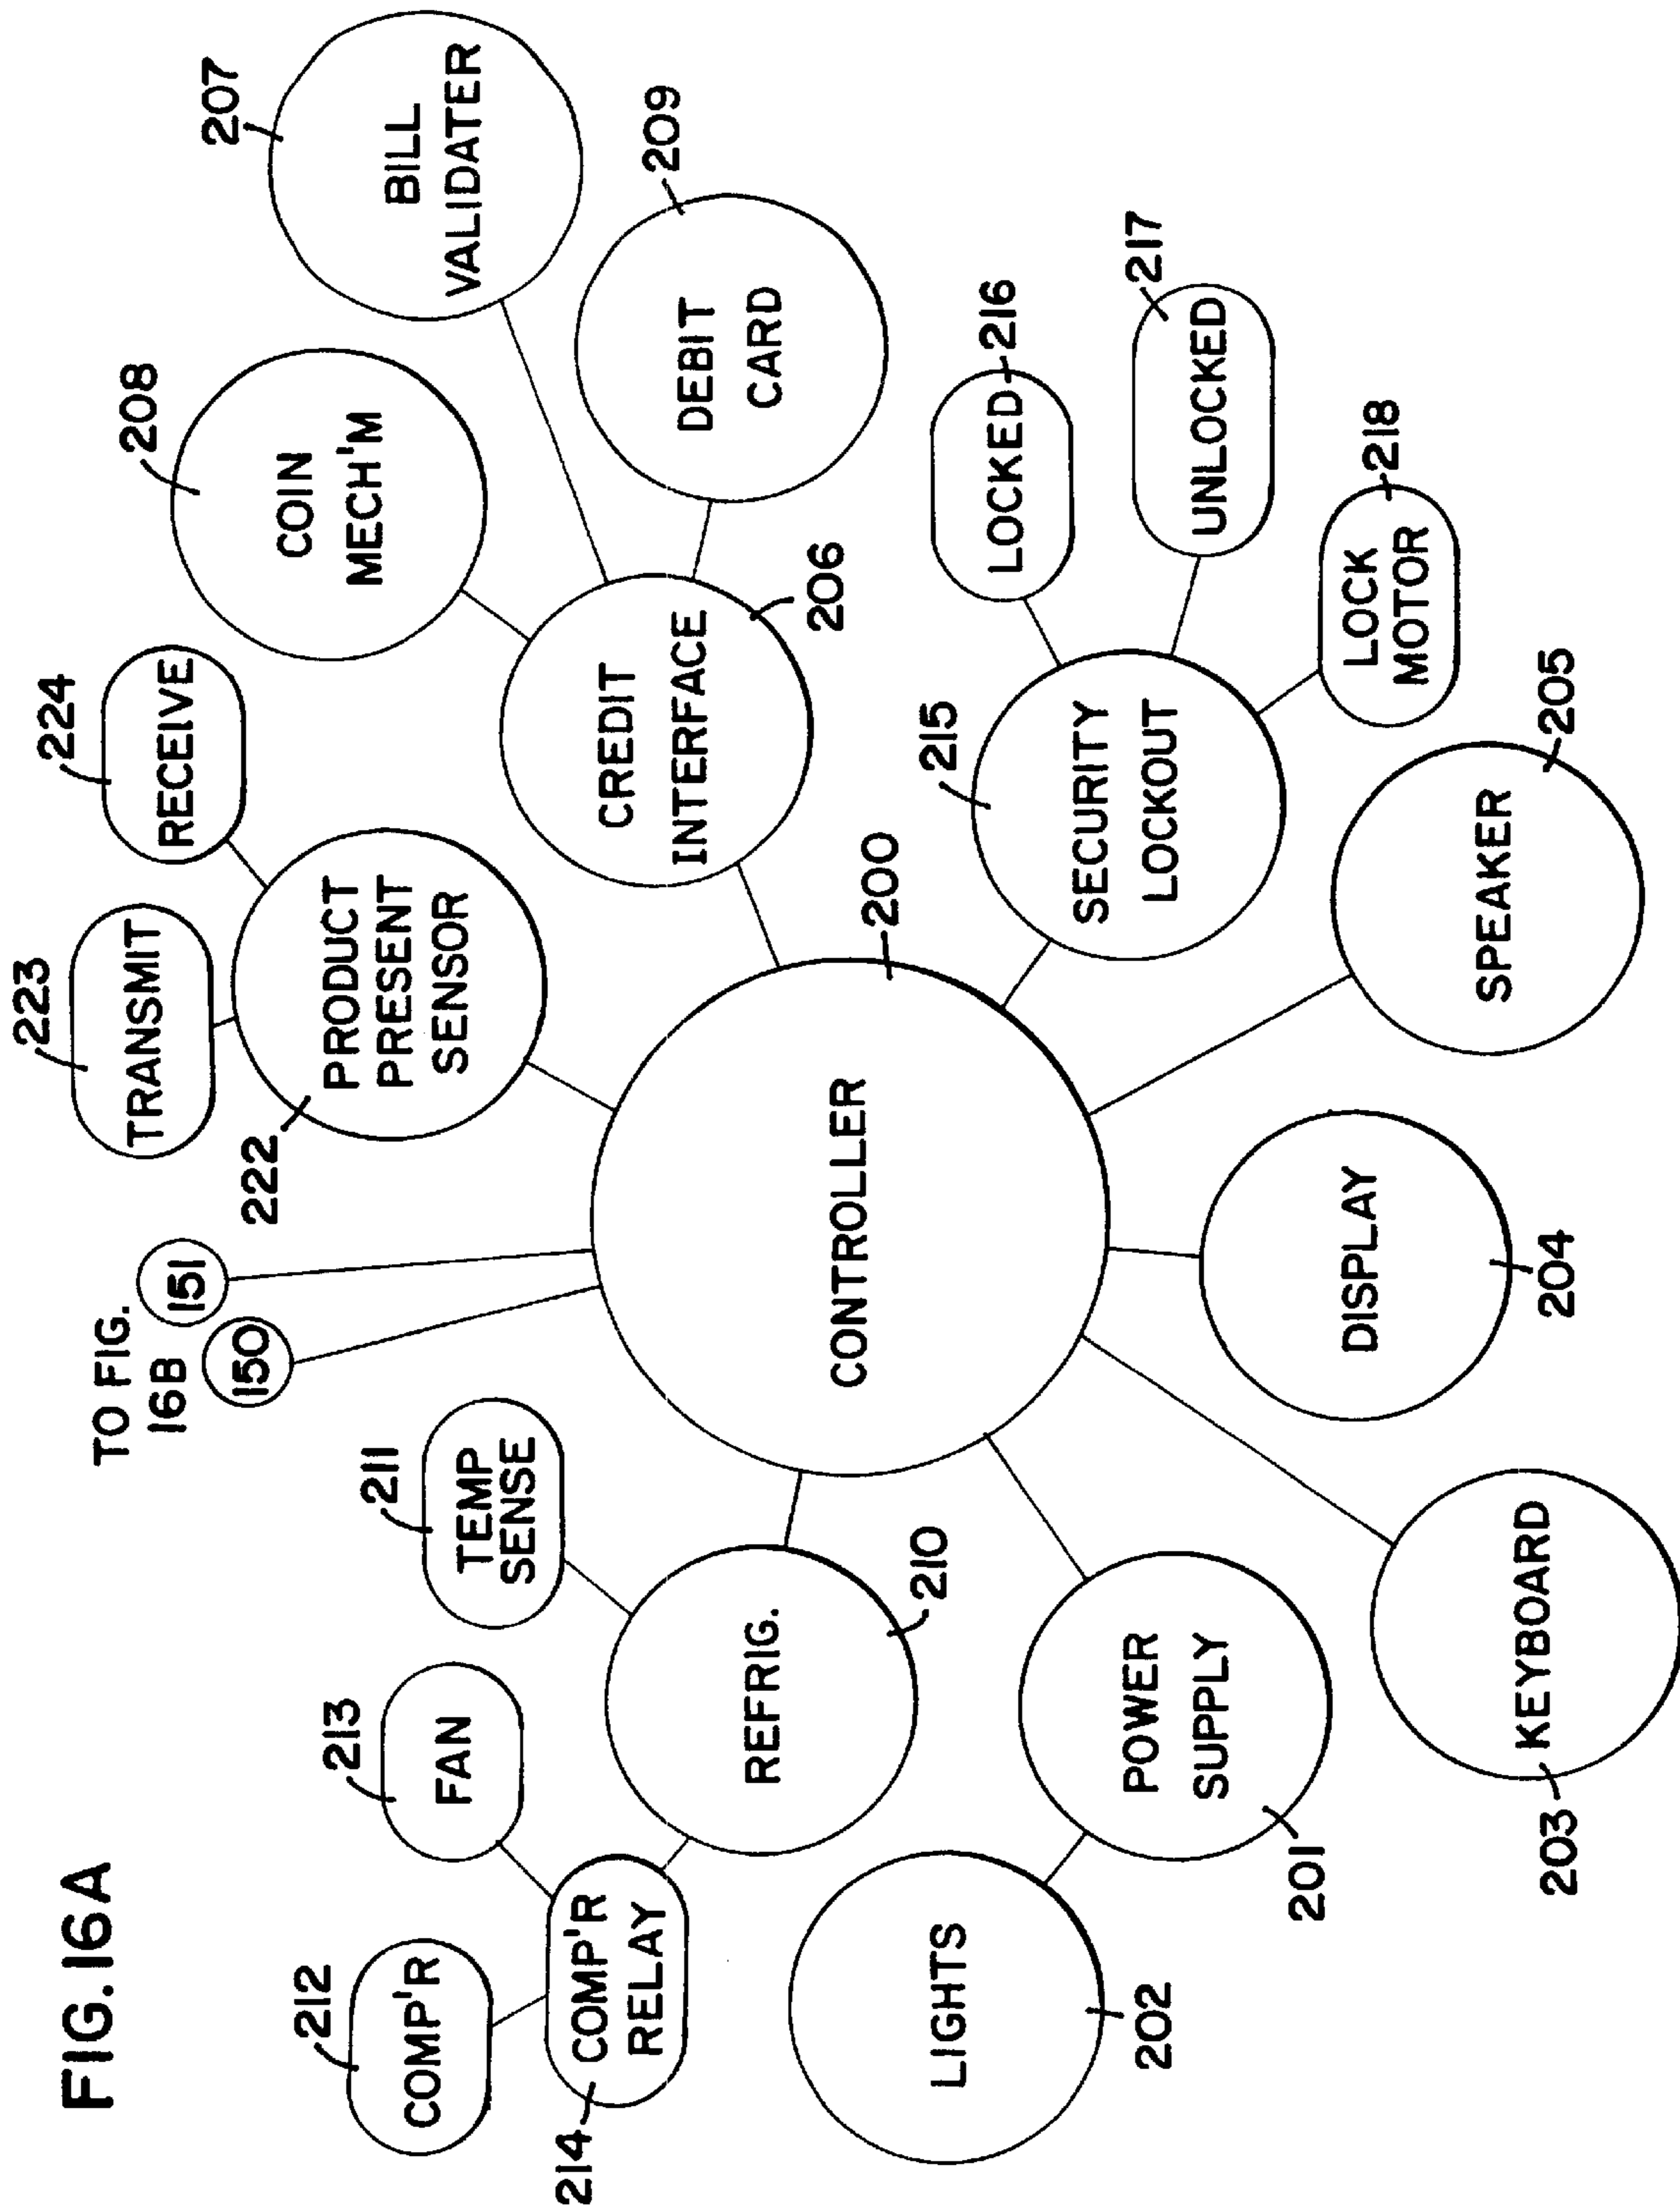 FIG.16A
TO FIG.
16B
150
151
223
TRANSMIT
224
RECEIVE
222
PRODUCT
PRESENT
SENSOR
208
COIN
MECH'M
207
BILL
VALIDATER
209
DEBIT
CARD
CREDIT
INTERFACE
206
212
COMP'R
213
FAN
211
TEMP
SENSE
214
COMP'R
RELAY
REFRIG.
210
CONTROLLER
200
215
SECURITY
LOCKOUT
LOCKED
216
UNLOCKED
217
LOCK
MOTOR
218
LIGHTS
202
POWER
SUPPLY
201
KEYBOARD
203
DISPLAY
204
SPEAKER
205